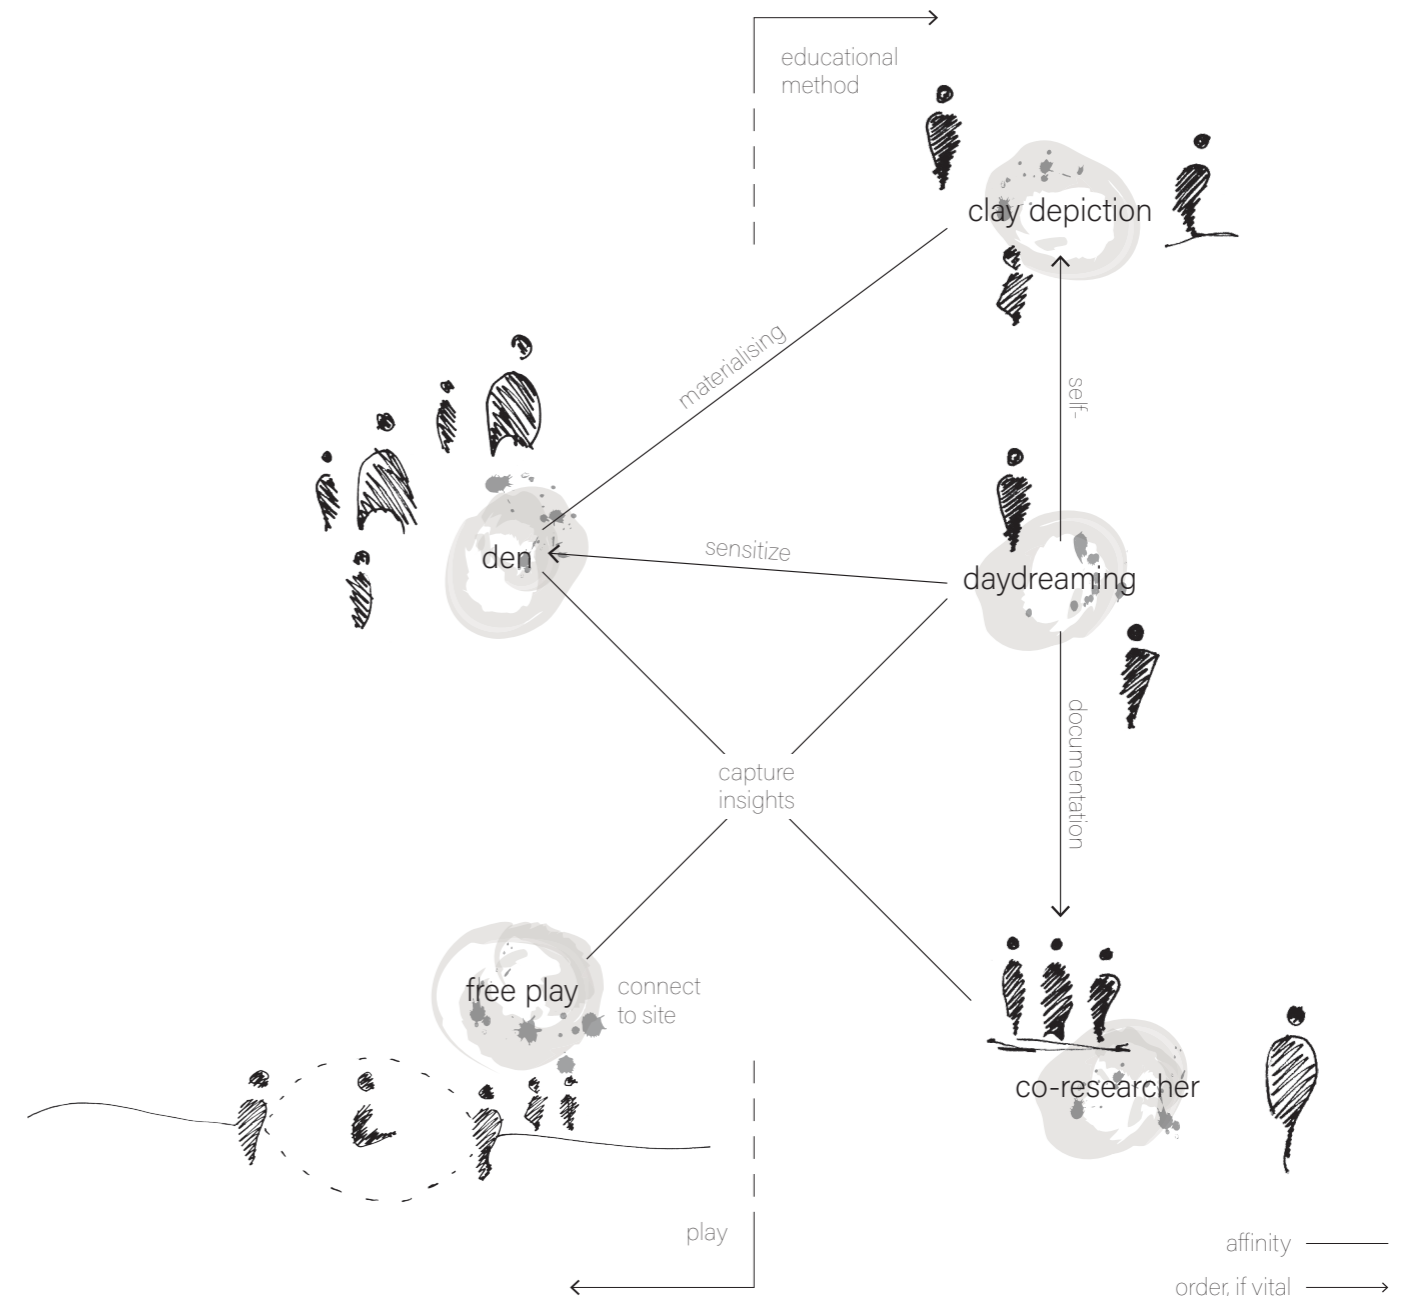 educational
method
clay depiction
materialising
self-
den
sensitize
daydreaming
documentation
capture
insights
free play
connect
to site
co-researcher
play
affinity
order, if vital